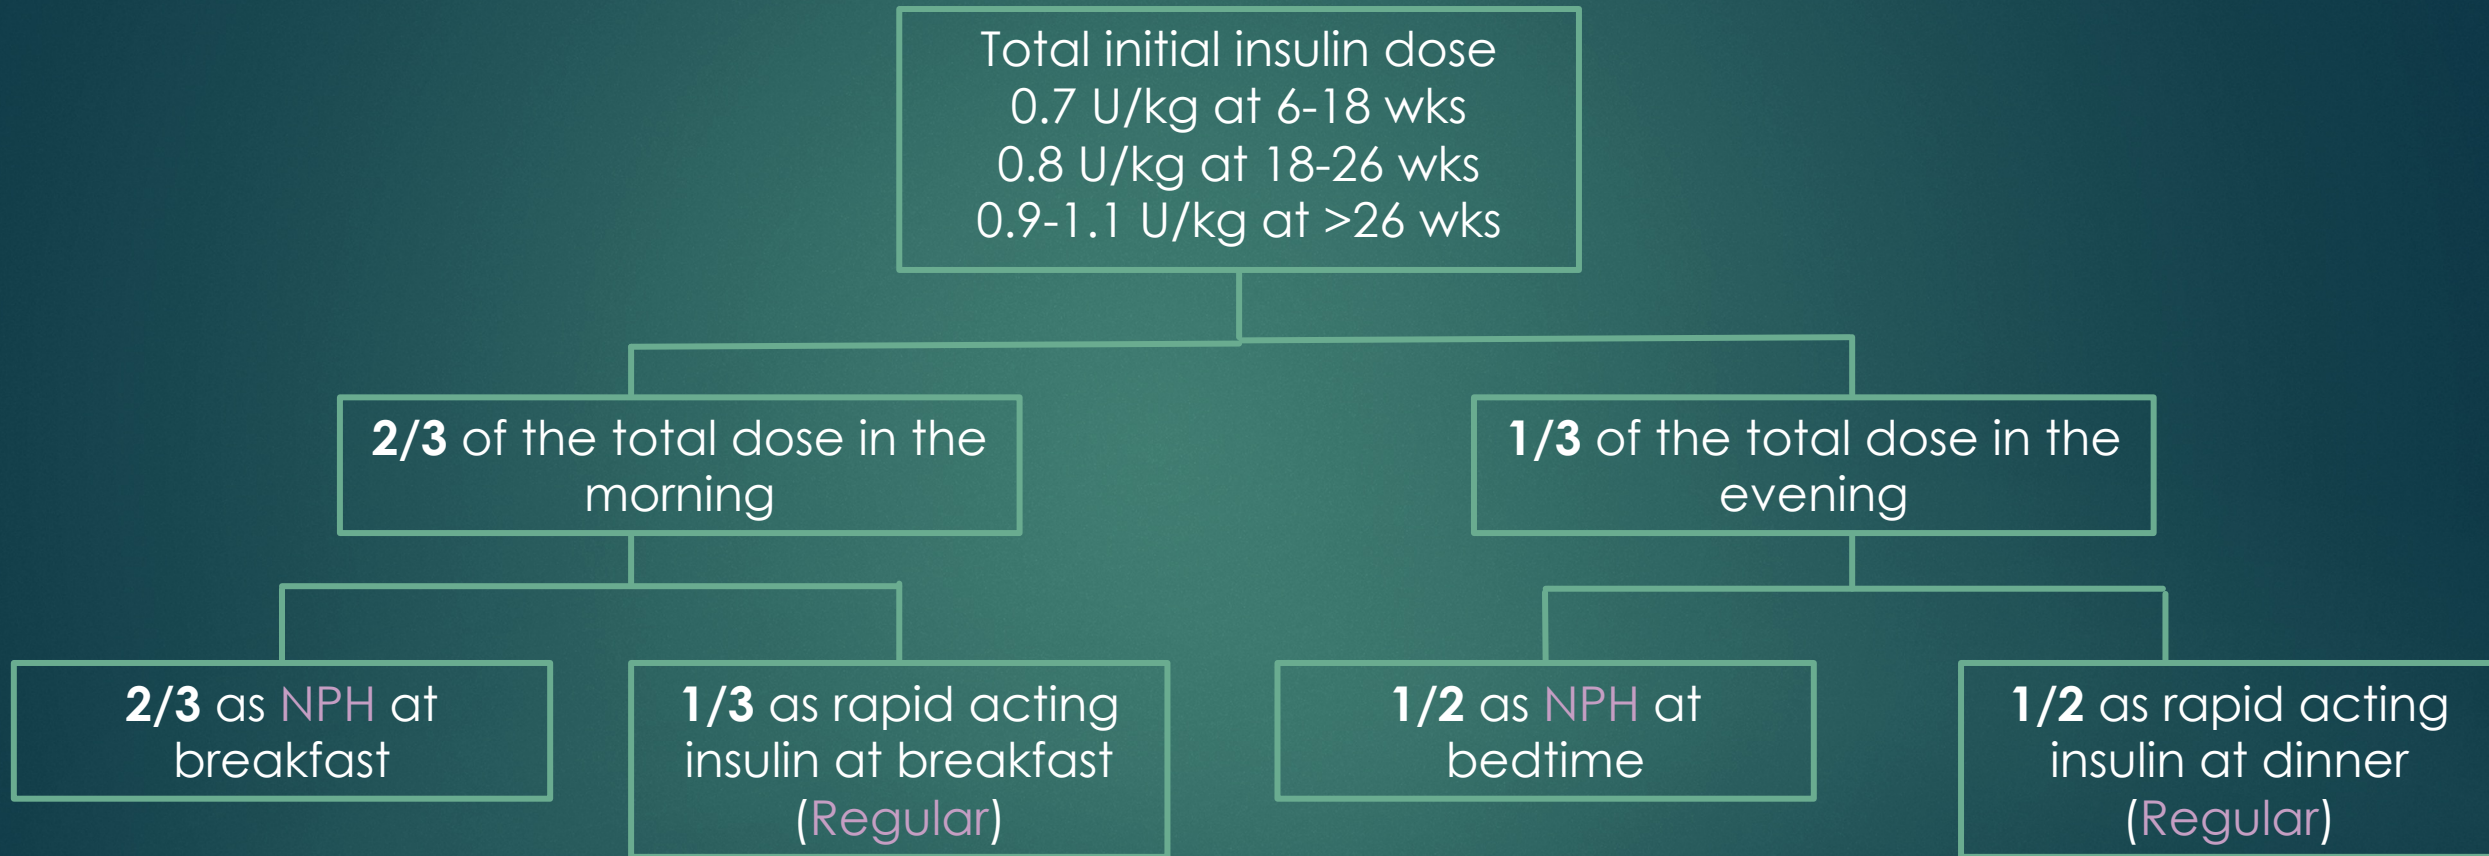 Total initial insulin dose
0.7 U/kg at 6-18 wks
0.8 U/kg at 18-26 wks
0.9-1.1 U/kg at >26 wks
2/3 of the total dose in the
morning
1/3 of the total dose in the
evening
2/3 as NPH at
breakfast
1/3 as rapid acting
insulin at breakfast
(Regular)
1/2 as NPH at
bedtime
1/2 as rapid acting
insulin at dinner
(Regular)